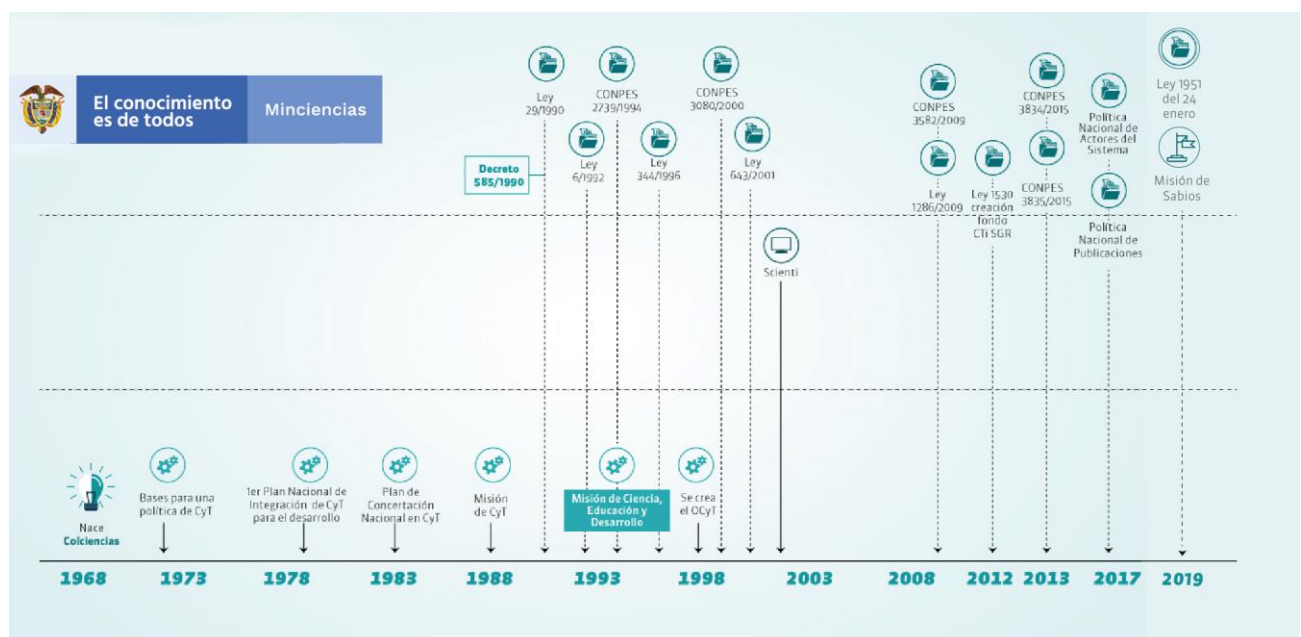 El conocimiento
es de todos
Minciencias
Ley
29/1990
CONPES
2739/1994
CONPES
3080/2000
CONPES
3582/2009
CONPES
3834/2015
Política
Nacional de
Actores del
Sistema
Ley 1951
del 24
enero
Decreto
585/1990
Ley
6/1992
Ley
344/1996
Ley
643/2001
Ley
1286/2009
Ley 1530
creación
fondo
CTi SGR
CONPES
3835/2015
Política
Nacional de
Publicaciones
Misión de
Sabios
Scienti
Nace
Colciencias
Bases para una
política de CyT
1er Plan Nacional de
Integración de CyT
para el desarrollo
Plan de
Concertación
Nacional en CyT
Misión
de CyT
Misión de Ciencia,
Educación y
Desarrollo
Se crea
el OCyT
1968
1973
1978
1983
1988
1993
1998
2003
2008
2012
2013
2017
2019